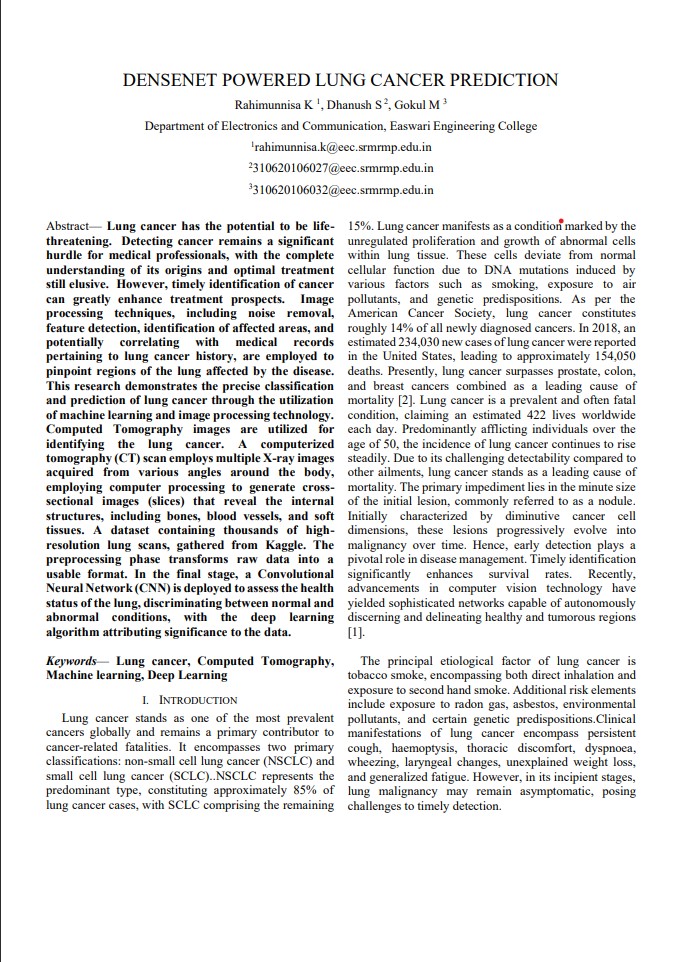 DENSENET POWERED LUNG CANCER PREDICTION
Rahimunnisa K 1, Dhanush S 2, Gokul M 3
Department of Electronics and Communication, Easwari Engineering College
1rahimunnisa.k@eec.srmrmp.edu.in
2310620106027@eec.srmrmp.edu.in
3310620106032@eec.srmrmp.edu.in
Abstract— Lung cancer has the potential to be life-
threatening. Detecting cancer remains a significant
hurdle for medical professionals, with the complete
understanding of its origins and optimal treatment
still elusive. However, timely identification of cancer
can greatly enhance treatment prospects. Image
processing techniques, including noise removal,
feature detection, identification of affected areas, and
potentially correlating with medical records
pertaining to lung cancer history, are employed to
pinpoint regions of the lung affected by the disease.
This research demonstrates the precise classification
and prediction of lung cancer through the utilization
of machine learning and image processing technology.
Computed Tomography images are utilized for
identifying the lung cancer. A computerized
tomography (CT) scan employs multiple X-ray images
acquired from various angles around the body,
employing computer processing to generate cross-
sectional images (slices) that reveal the internal
structures, including bones, blood vessels, and soft
tissues. A dataset containing thousands of high-
resolution lung scans, gathered from Kaggle. The
preprocessing phase transforms raw data into a
usable format. In the final stage, a Convolutional
Neural Network (CNN) is deployed to assess the health
status of the lung, discriminating between normal and
abnormal conditions, with the deep learning
algorithm attributing significance to the data.
Keywords— Lung cancer, Computed Tomography,
Machine learning, Deep Learning
I. INTRODUCTION
Lung cancer stands as one of the most prevalent
cancers globally and remains a primary contributor to
cancer-related fatalities. It encompasses two primary
classifications: non-small cell lung cancer (NSCLC) and
small cell lung cancer (SCLC)..NSCLC represents the
predominant type, constituting approximately 85% of
lung cancer cases, with SCLC comprising the remaining
15%. Lung cancer manifests as a condition marked by the
unregulated proliferation and growth of abnormal cells
within lung tissue. These cells deviate from normal
cellular function due to DNA mutations induced by
various factors such as smoking, exposure to air
pollutants, and genetic predispositions. As per the
American Cancer Society, lung cancer constitutes
roughly 14% of all newly diagnosed cancers. In 2018, an
estimated 234,030 new cases of lung cancer were reported
in the United States, leading to approximately 154,050
deaths. Presently, lung cancer surpasses prostate, colon,
and breast cancers combined as a leading cause of
mortality [2]. Lung cancer is a prevalent and often fatal
condition, claiming an estimated 422 lives worldwide
each day. Predominantly afflicting individuals over the
age of 50, the incidence of lung cancer continues to rise
steadily. Due to its challenging detectability compared to
other ailments, lung cancer stands as a leading cause of
mortality. The primary impediment lies in the minute size
of the initial lesion, commonly referred to as a nodule.
Initially characterized by diminutive cancer cell
dimensions, these lesions progressively evolve into
malignancy over time. Hence, early detection plays a
pivotal role in disease management. Timely identification
significantly enhances survival rates. Recently,
advancements in computer vision technology have
yielded sophisticated networks capable of autonomously
discerning and delineating healthy and tumorous regions
[1].
The principal etiological factor of lung cancer is
tobacco smoke, encompassing both direct inhalation and
exposure to second hand smoke. Additional risk elements
include exposure to radon gas, asbestos, environmental
pollutants, and certain genetic predispositions.Clinical
manifestations of lung cancer encompass persistent
cough, haemoptysis, thoracic discomfort, dyspnoea,
wheezing, laryngeal changes, unexplained weight loss,
and generalized fatigue. However, in its incipient stages,
lung malignancy may remain asymptomatic, posing
challenges to timely detection.